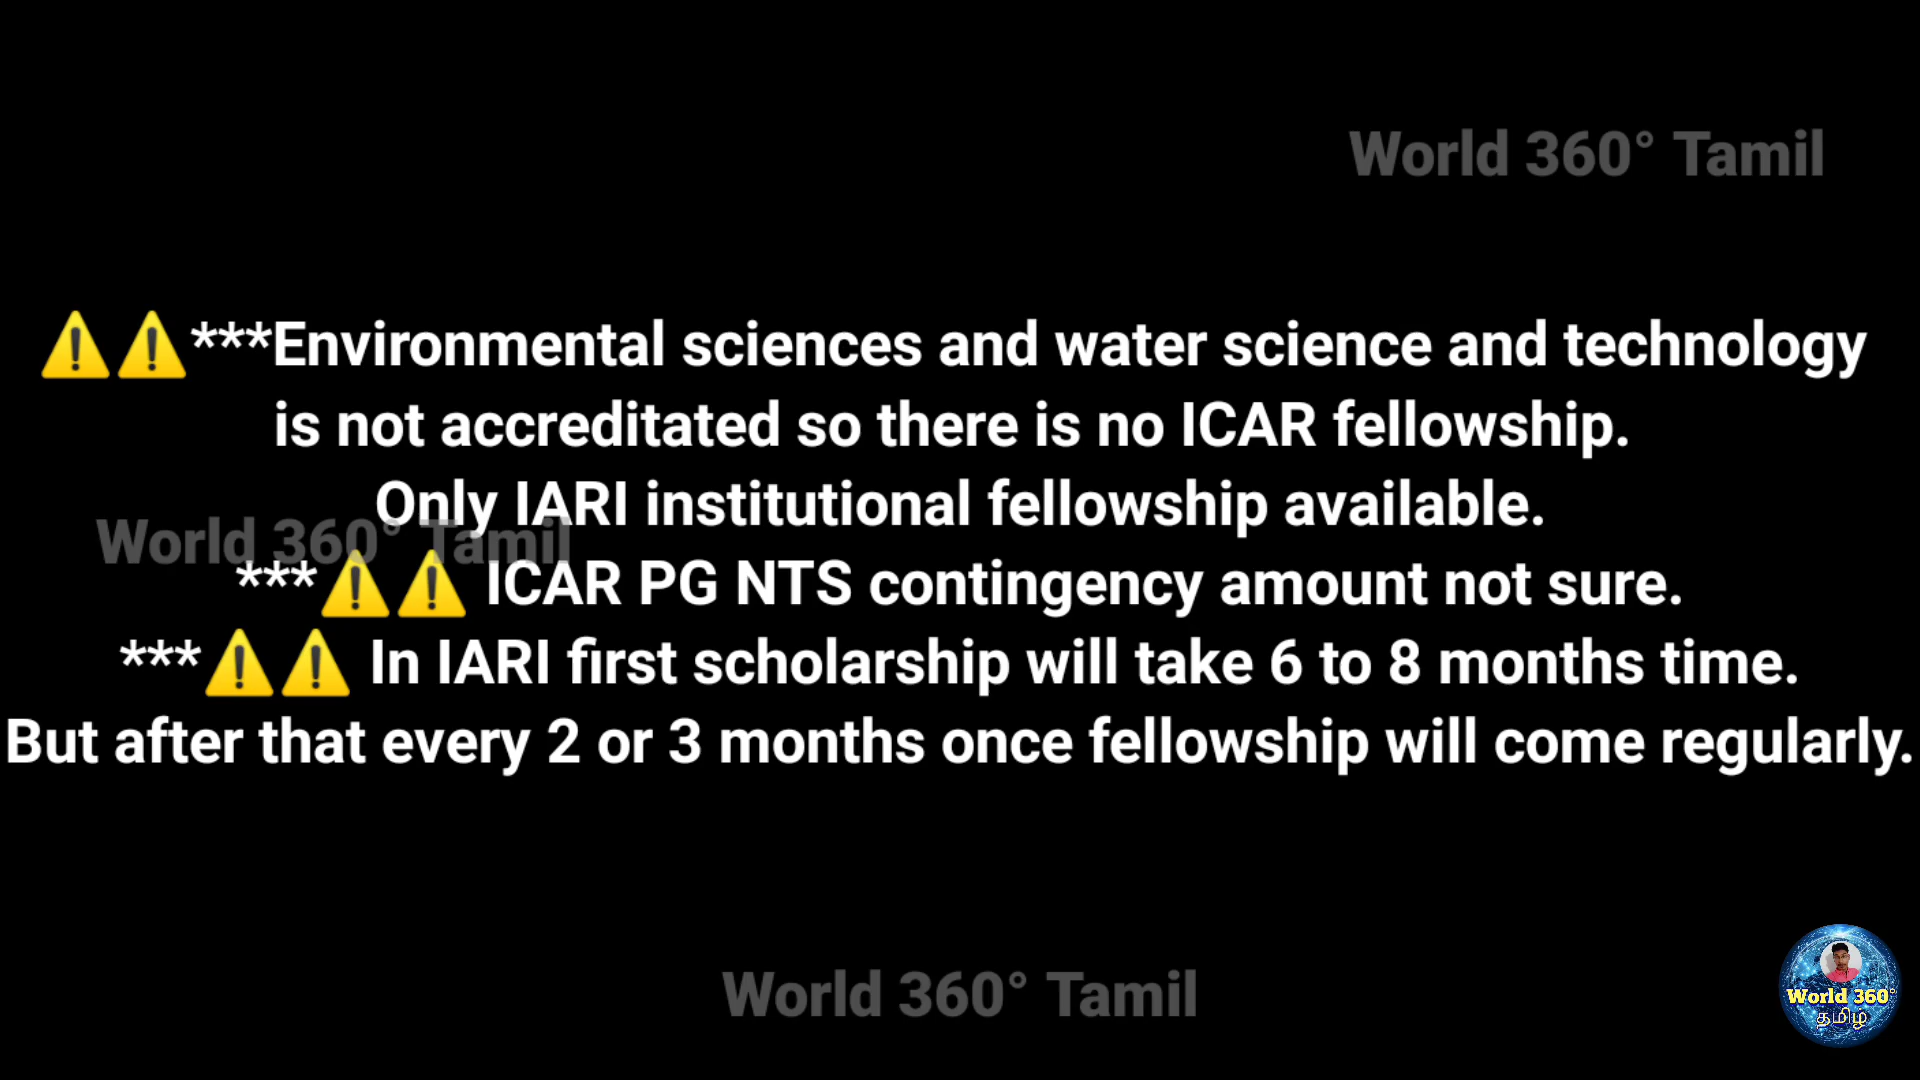 World 360° Tamil
⚠️⚠️***Environmental sciences and water science and technology
is not accreditated so there is no ICAR fellowship.
Only IARI institutional fellowship available.
World 360° Tamil
***⚠️⚠️ ICAR PG NTS contingency amount not sure.
***⚠️⚠️ In IARI first scholarship will take 6 to 8 months time.
But after that every 2 or 3 months once fellowship will come regularly.
World 360° Tamil
World 360°
தமிழ்